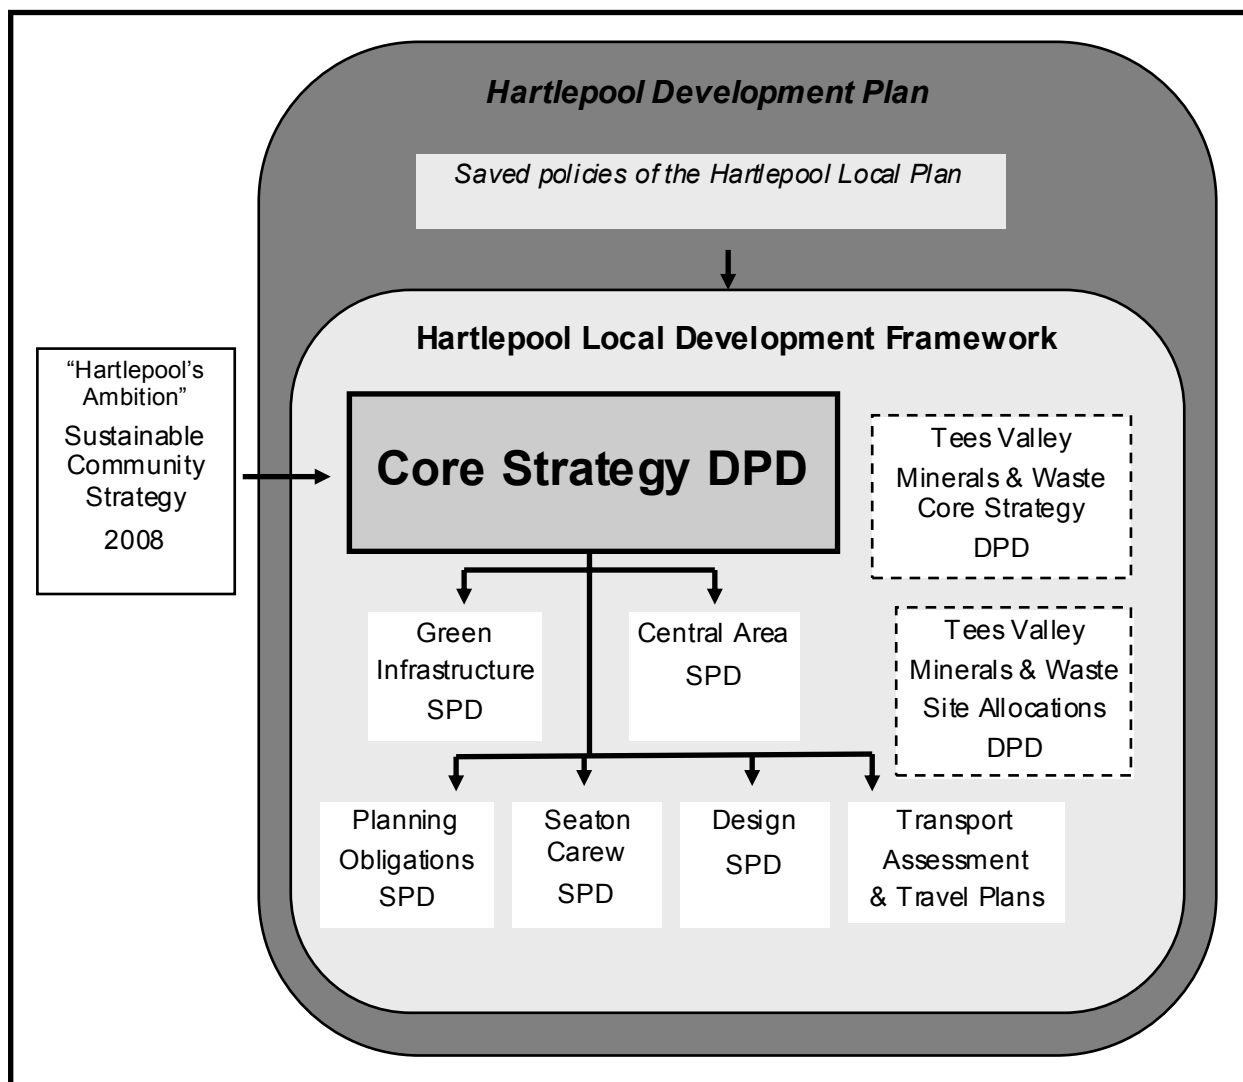 Hartlepool Development Plan
Saved policies of the Hartlepool Local Plan
Hartlepool Local Development Framework
“Hartlepool’s
Ambition”
Sustainable
Community
Strategy
2008
Core Strategy DPD
Tees Valley
Minerals & Waste
Core Strategy
DPD
Green
Infrastructure
SPD
Central Area
SPD
Tees Valley
Minerals & Waste
Site Allocations
DPD
Planning
Obligations
SPD
Seaton
Carew
SPD
Design
SPD
Transport
Assessment
& Travel Plans